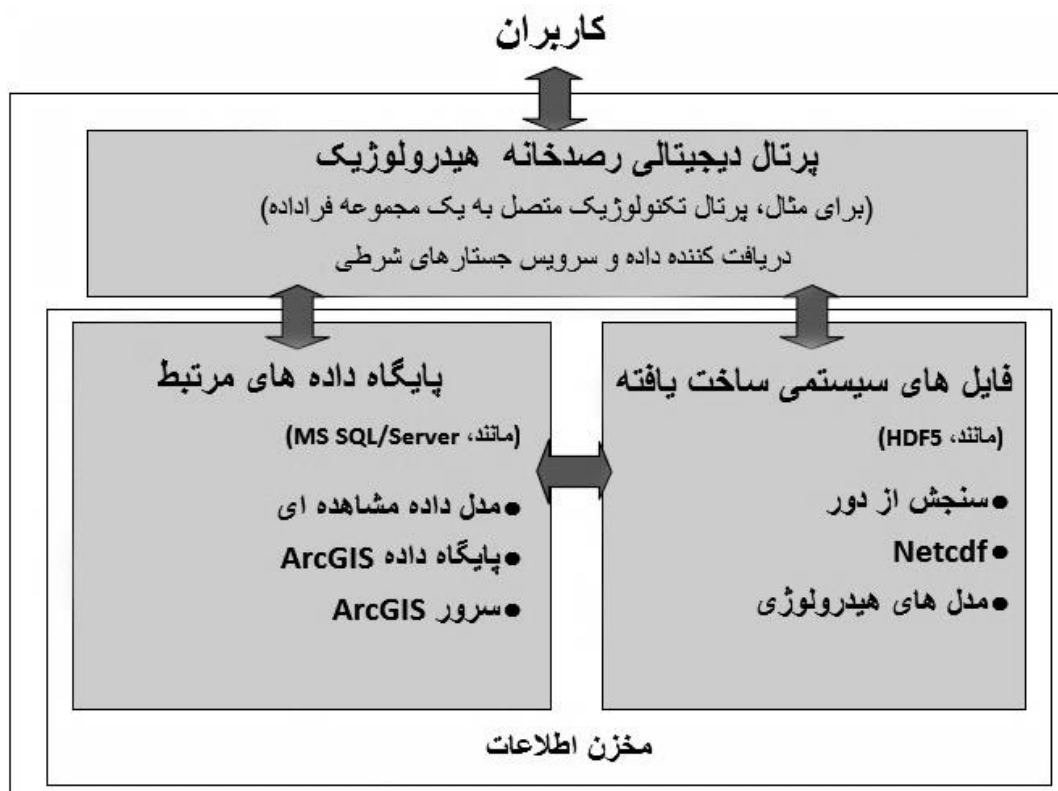 کاربران
پرتال دیجیتالی رصدخانه هیدرولوژیک
(برای مثال، پرتال تکنولوژیک متصل به یک مجموعه فراداده)
دریافت کننده داده و سرویس جستارهای شرطی
فایل های سیستمی ساخت یافته
(مانند، HDF5)
●سنجش از دور
●Netcdf
●مدل های هیدرولوژی
پایگاه داده های مرتبط
(مانند، MS SQL/Server)
●مدل داده مشاهده ای
●پایگاه داده ArcGIS
●سرور ArcGIS
مخزن اطلاعات